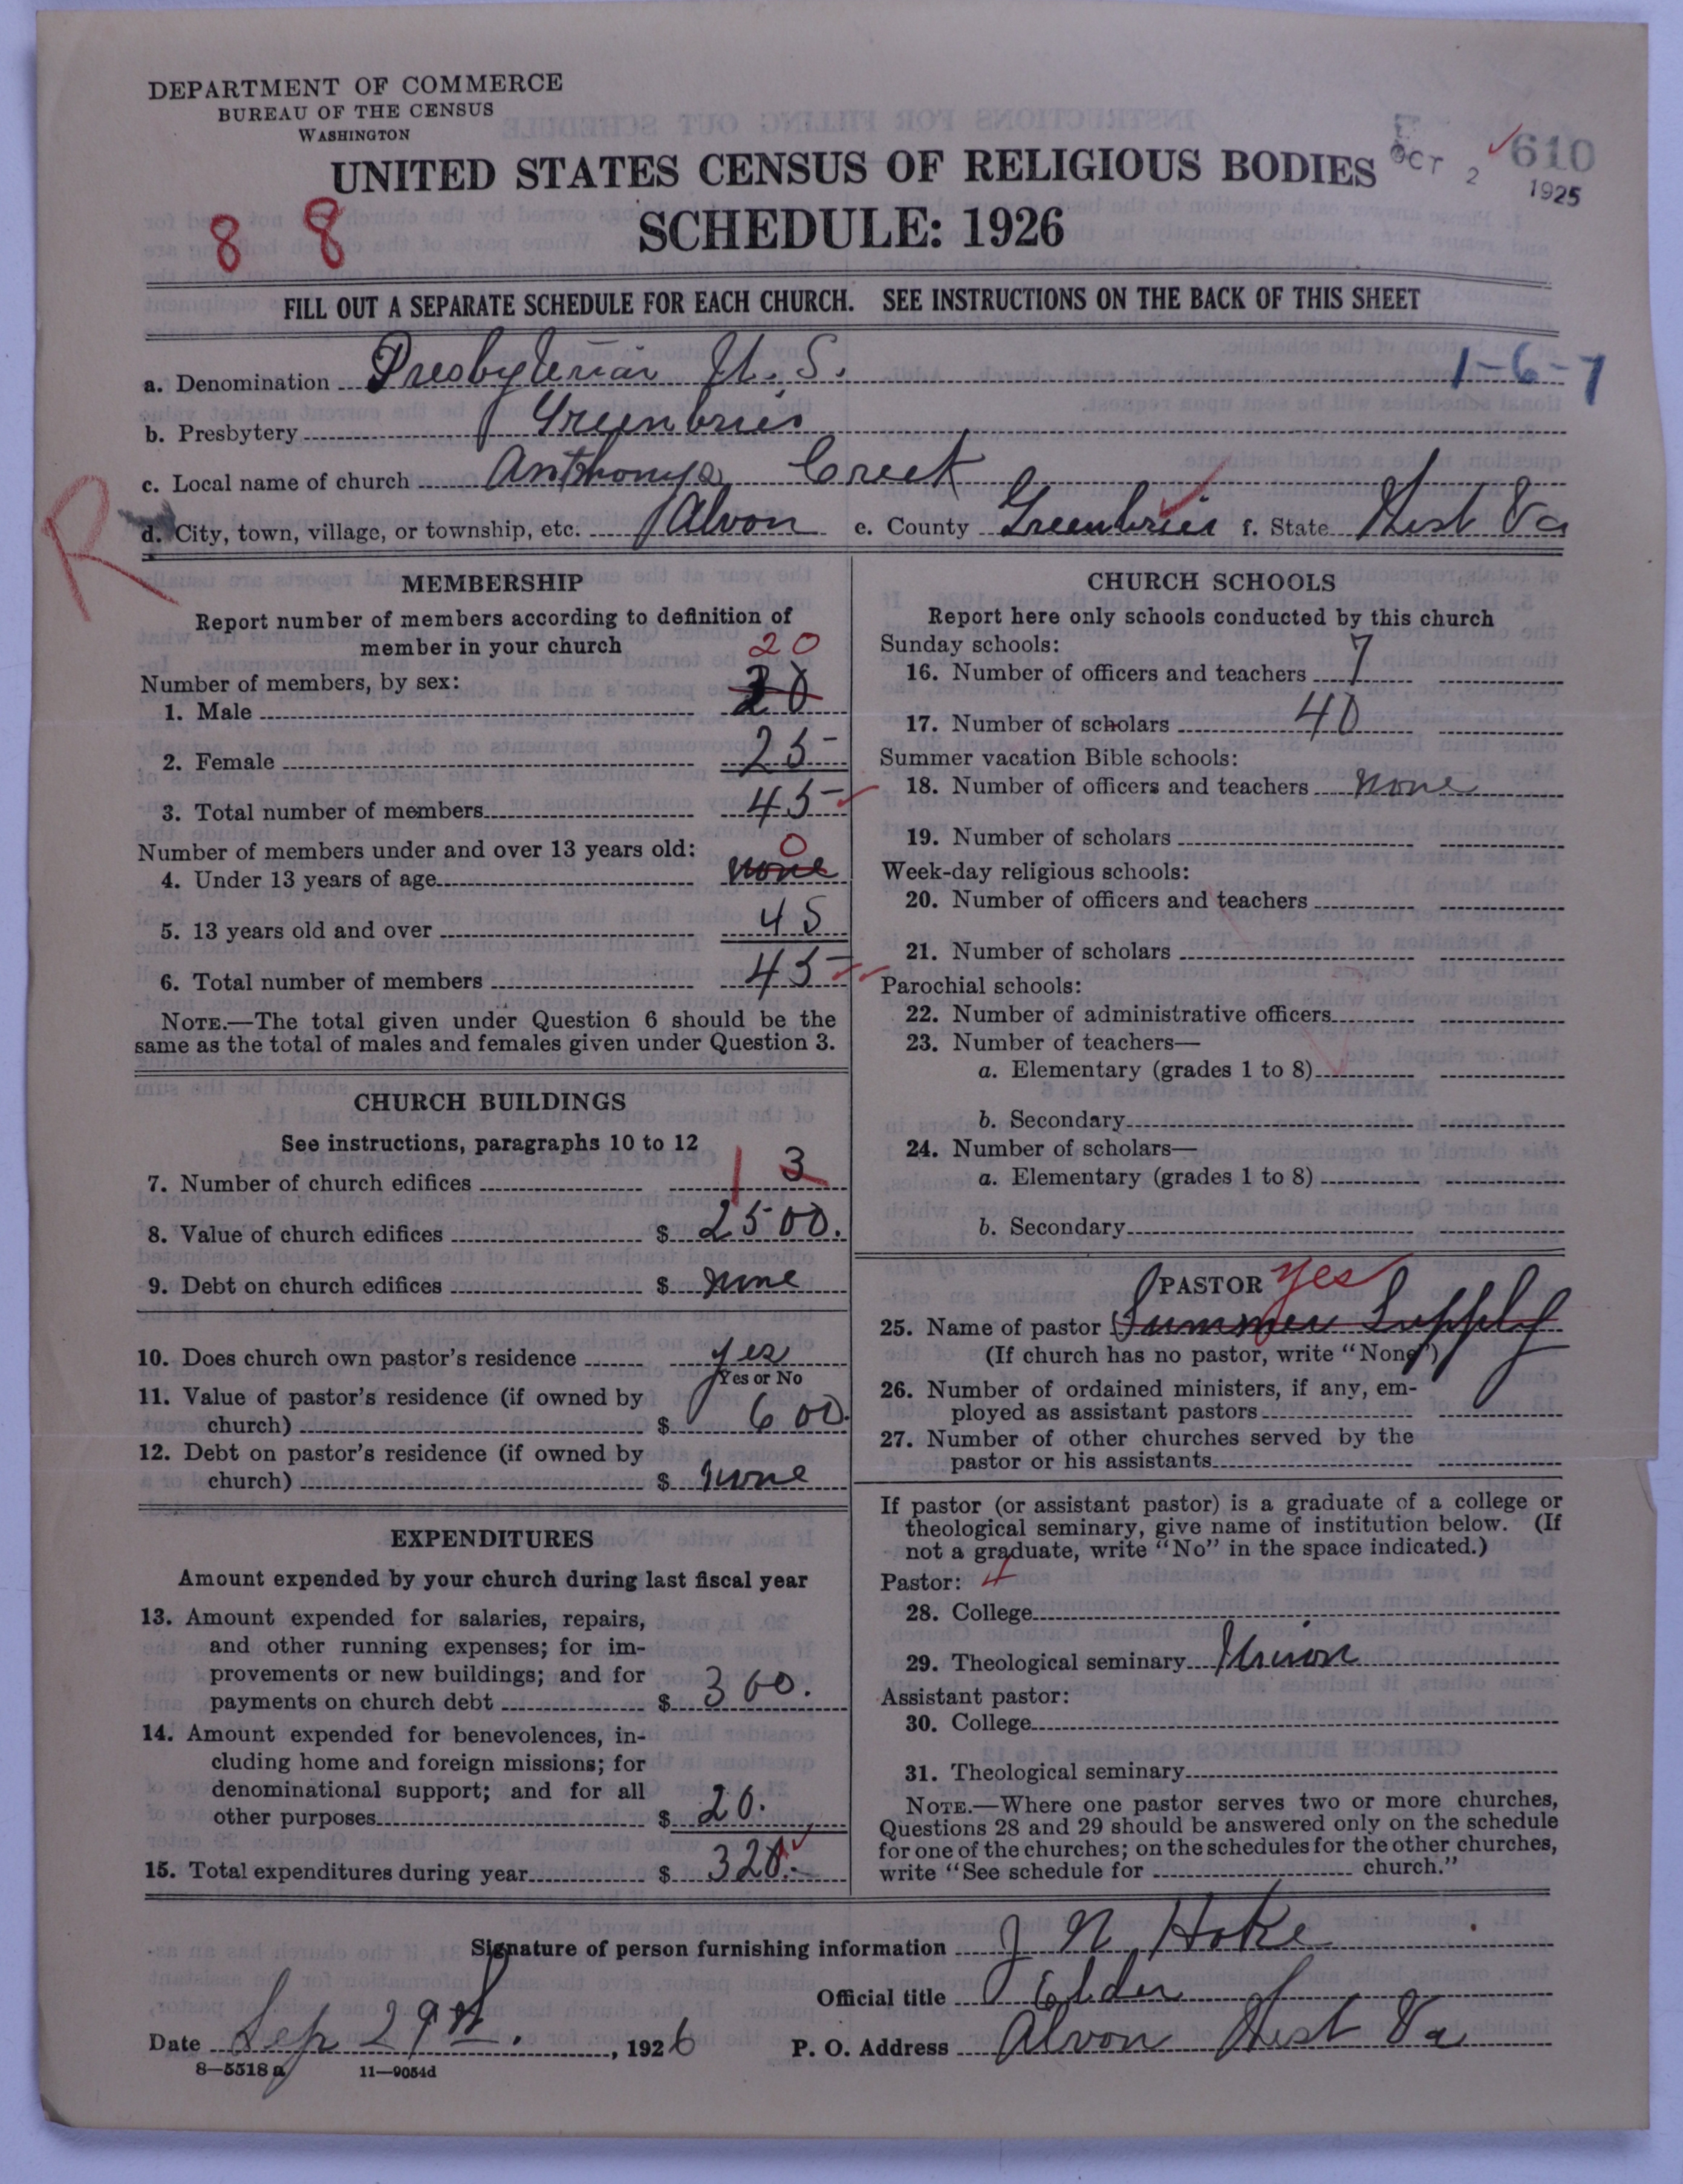 DEPARTMENT OF COMMERCE
BUREAU OF THE CENSUS
WASHINGTON
UNITED STATES CENSUS OF RELIGIOUS BODIES
OCT 2 1925
610
SCHEDULE: 1926
8 8
FILL OUT A SEPARATE SCHEDULE FOR EACH CHURCH. SEE INSTRUCTIONS ON THE BACK OF THIS SHEET
a. Denomination Presbyterian U. S.
1-6-7
b. Presbytery Greenbrier
c. Local name of church Anthonys Creek
R
d. City, town, village, or township, etc. Alvon e. County Greenbrier f. State West Va
MEMBERSHIP
Report number of members according to definition of
member in your church
Number of members, by sex:
20
1. Male 20
2. Female 25
3. Total number of members 45
Number of members under and over 13 years old:
0
4. Under 13 years of age none
5. 13 years old and over 45
6. Total number of members 45
NOTE.—The total given under Question 6 should be the
same as the total of males and females given under Question 3.
CHURCH BUILDINGS
See instructions, paragraphs 10 to 12
7. Number of church edifices 1 3
8. Value of church edifices $ 2500.
9. Debt on church edifices $ none
10. Does church own pastor's residence yes
Yes or No
11. Value of pastor's residence (if owned by
church) $ 600.
12. Debt on pastor's residence (if owned by
church) $ none
EXPENDITURES
Amount expended by your church during last fiscal year
13. Amount expended for salaries, repairs,
and other running expenses; for im-
provements or new buildings; and for
payments on church debt $ 300.
14. Amount expended for benevolences, in-
cluding home and foreign missions; for
denominational support; and for all
other purposes $ 20.
15. Total expenditures during year $ 320.
CHURCH SCHOOLS
Report here only schools conducted by this church
Sunday schools:
16. Number of officers and teachers 7
17. Number of scholars 40
Summer vacation Bible schools:
18. Number of officers and teachers none
19. Number of scholars
Week-day religious schools:
20. Number of officers and teachers
21. Number of scholars
Parochial schools:
22. Number of administrative officers
23. Number of teachers—
a. Elementary (grades 1 to 8)
b. Secondary
24. Number of scholars—
a. Elementary (grades 1 to 8)
b. Secondary
PASTOR yes
25. Name of pastor Summer Supply
(If church has no pastor, write "None")
26. Number of ordained ministers, if any, em-
ployed as assistant pastors
27. Number of other churches served by the
pastor or his assistants
If pastor (or assistant pastor) is a graduate of a college or
theological seminary, give name of institution below. (If
not a graduate, write "No" in the space indicated.)
Pastor: 4
28. College
29. Theological seminary Union
Assistant pastor:
30. College
31. Theological seminary
NOTE.—Where one pastor serves two or more churches,
Questions 28 and 29 should be answered only on the schedule
for one of the churches; on the schedules for the other churches,
write "See schedule for church."
Signature of person furnishing information J N Hoke
Official title Elder
Date Sep 29th., 1926 P. O. Address Alvon West Va
8—5518 a 11—9054d